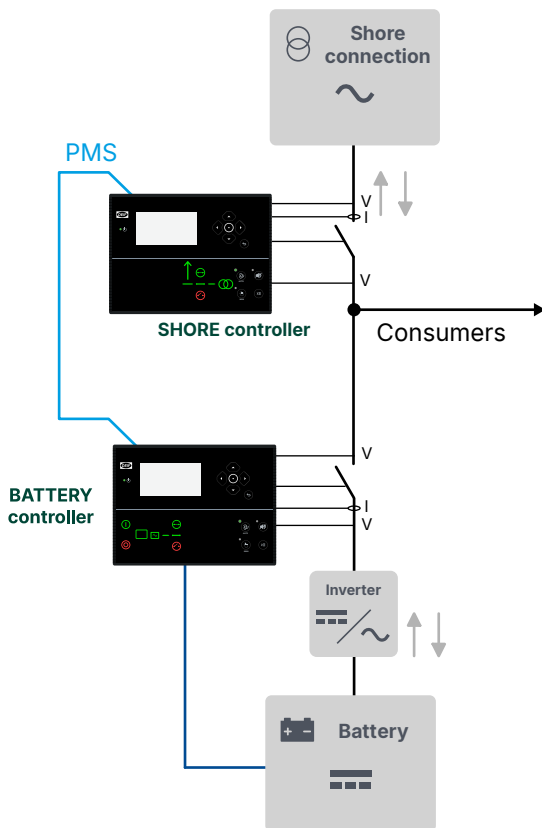 Shore
connection
PMS
V
I
V
SHORE controller
Consumers
V
BATTERY
controller
I
V
Inverter
Battery